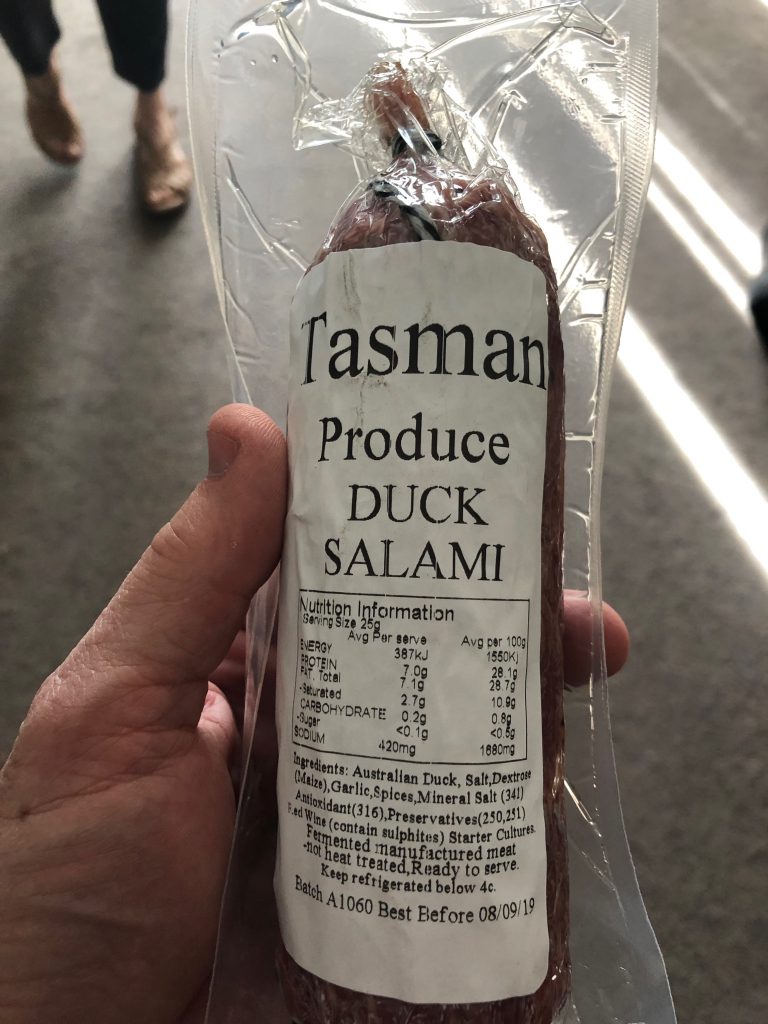 Tasman
Produce
DUCK
SALAMI
Nutrition Information
Serving Size 25g
Avg Per serve Avg per 100g
ENERGY 387kJ 1550Kj
PROTEIN 7.0g 28.1g
FAT. Total 7.1g 28.7g
-Saturated 2.7g 10.9g
CARBOHYDRATE 0.2g 0.8g
-Sugar <0.1g <0.5g
SODIUM 420mg 1680mg
Ingredients: Australian Duck, Salt,Dextrose
(Maize),Garlic,Spices,Mineral Salt (341)
Antioxidant(316),Preservatives(250,251)
Red Wine (contain sulphites) Starter Cultures.
Fermented manufactured meat
-not heat treated,Ready to serve.
Keep refrigerated below 4c.
Batch A1060 Best Before 08/09/19